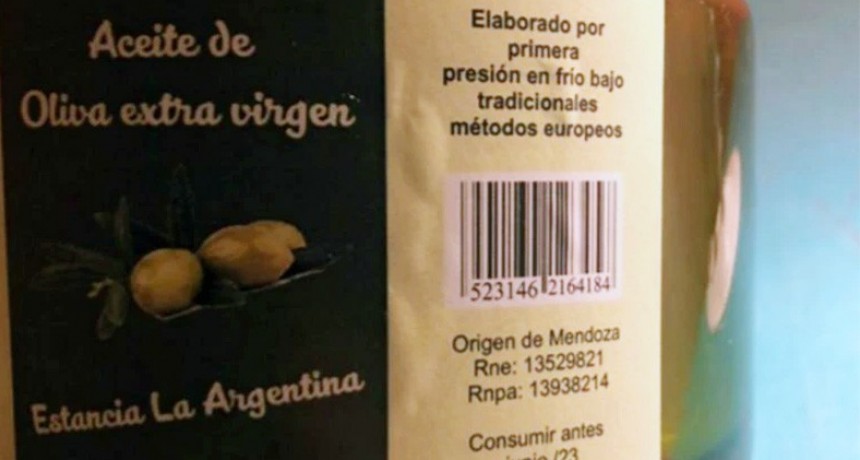 Aceite de
Oliva extra virgen
Estancia La Argentina
Elaborado por
primera
presión en frío bajo
tradicionales
métodos europeos
523146 2164184
Origen de Mendoza
Rne: 13529821
Rnpa: 13938214
Consumir antes
/23